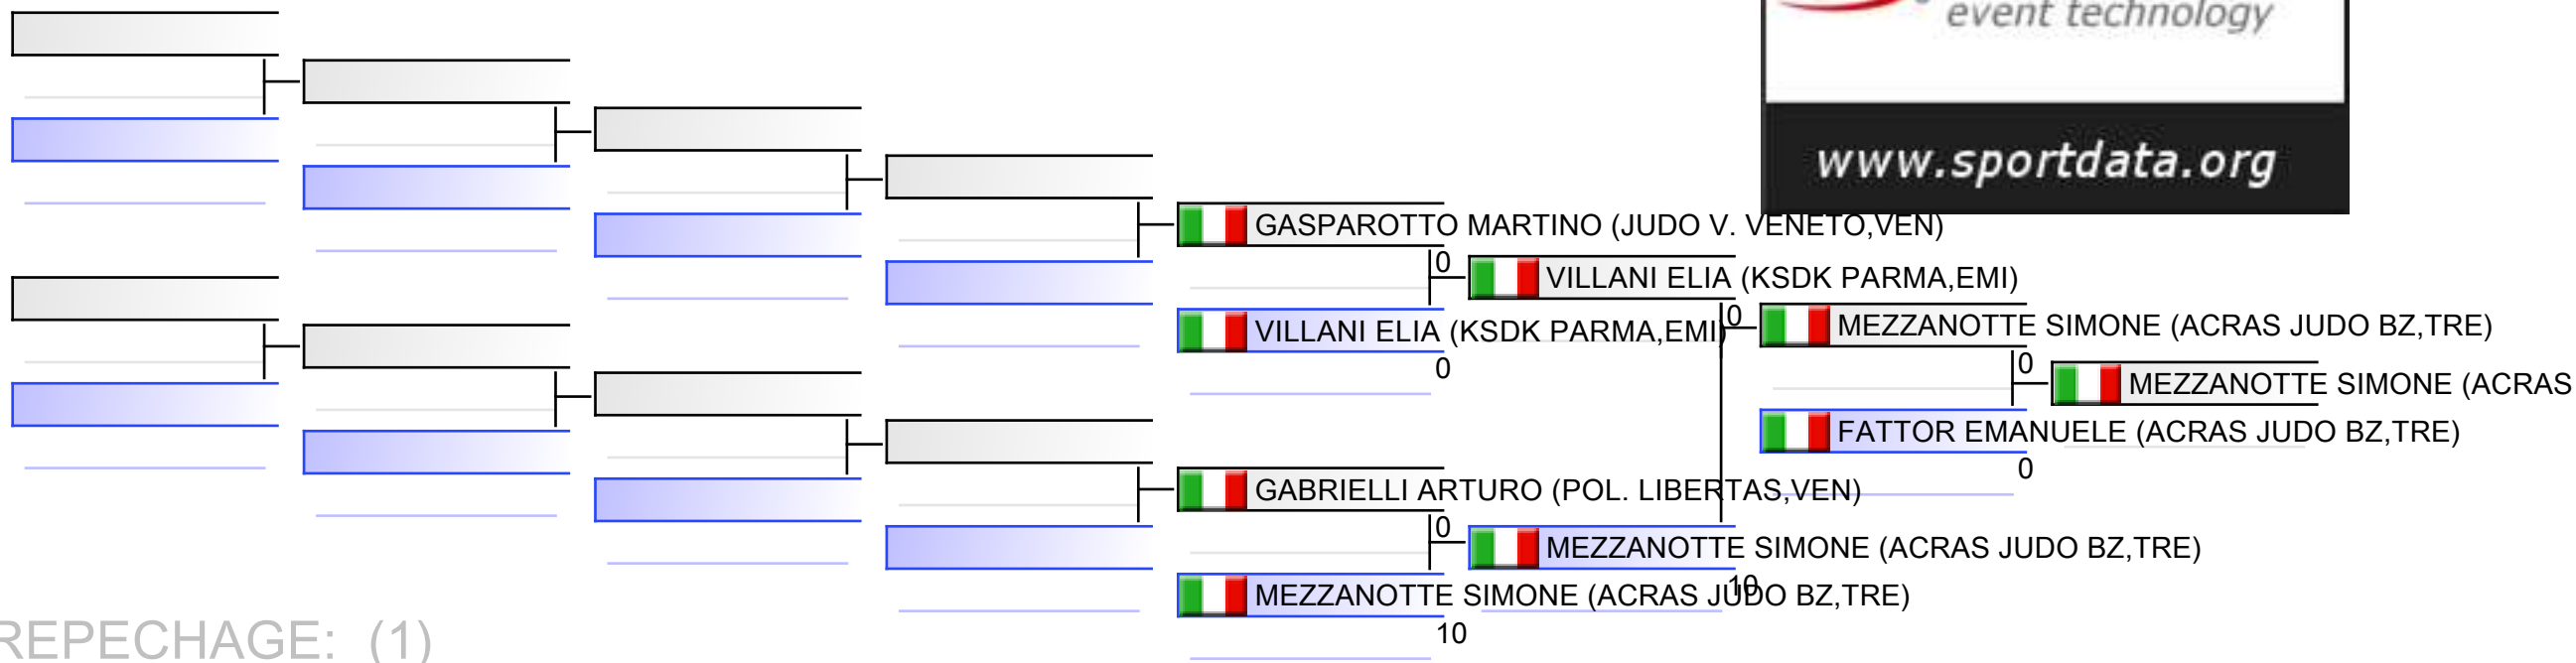 event technology
www.sportdata.org
GASPAROTTO MARTINO (JUDO V. VENETO,VEN)
0
VILLANI ELIA (KSDK PARMA,EMI)
0
VILLANI ELIA (KSDK PARMA,EMI)
0
MEZZANOTTE SIMONE (ACRAS JUDO BZ,TRE)
0
MEZZANOTTE SIMONE (ACRAS
FATTOR EMANUELE (ACRAS JUDO BZ,TRE)
0
GABRIELLI ARTURO (POL. LIBERTAS,VEN)
0
MEZZANOTTE SIMONE (ACRAS JUDO BZ,TRE)
10
MEZZANOTTE SIMONE (ACRAS JUDO BZ,TRE)
10
REPECHAGE: (1)